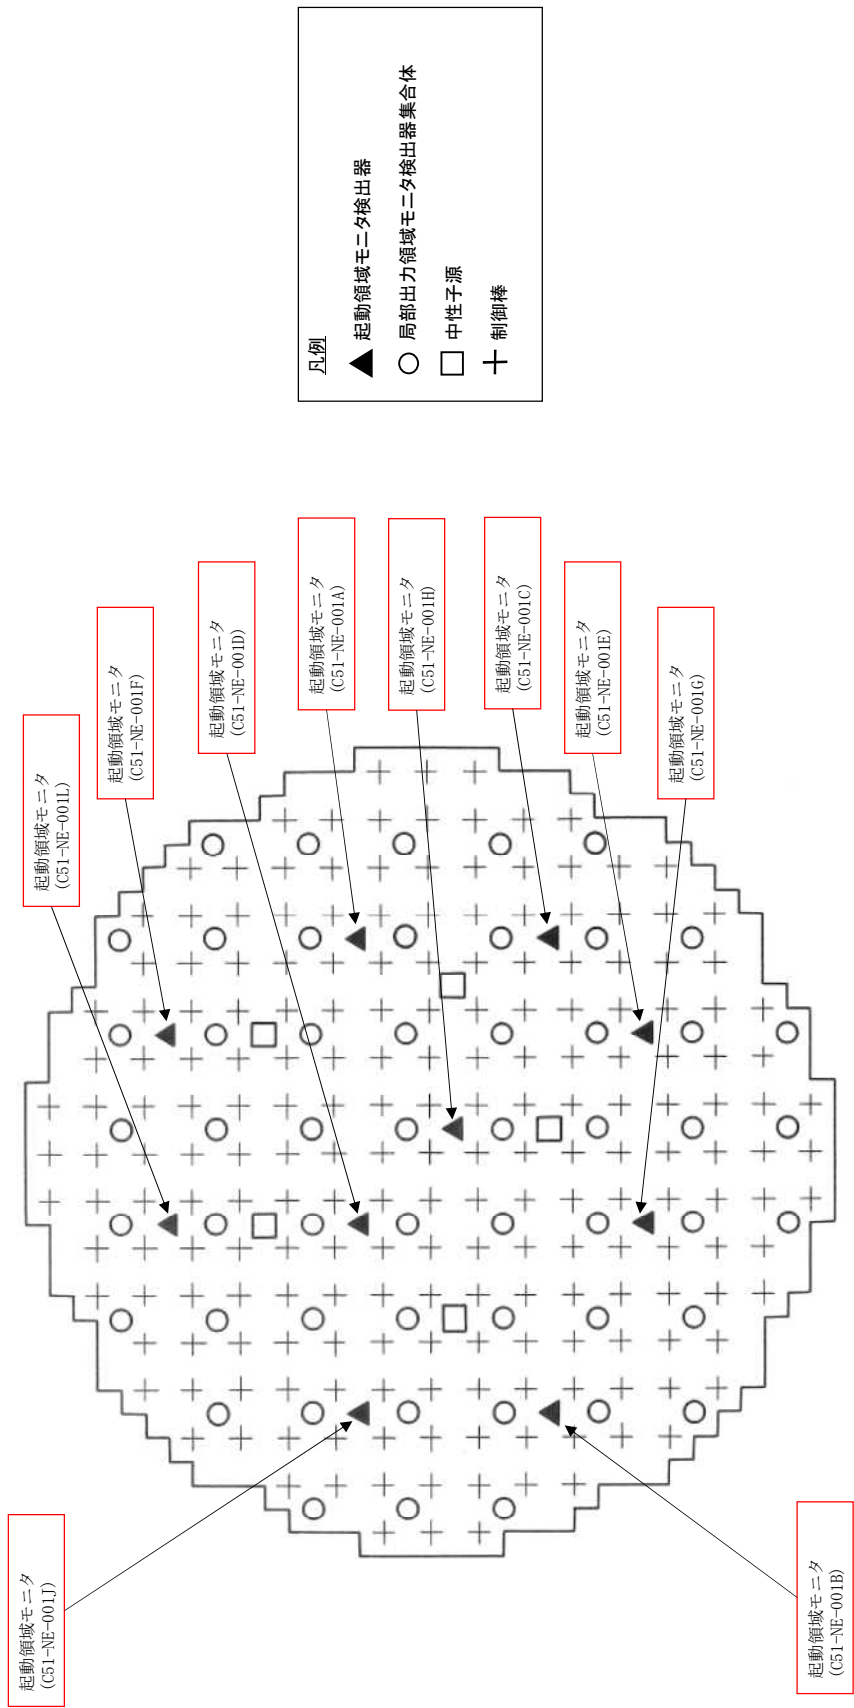 凡例
起動領域モニタ検出器
局部出力領域モニタ検出器集合体
中性子源
制御棒
起動領域モニタ
(C51-NE-001L)
起動領域モニタ
(C51-NE-001F)
起動領域モニタ
(C51-NE-001D)
起動領域モニタ
(C51-NE-001A)
起動領域モニタ
(C51-NE-001H)
起動領域モニタ
(C51-NE-001C)
起動領域モニタ
(C51-NE-001E)
起動領域モニタ
(C51-NE-001G)
起動領域モニタ
(C51-NE-001J)
起動領域モニタ
(C51-NE-001B)